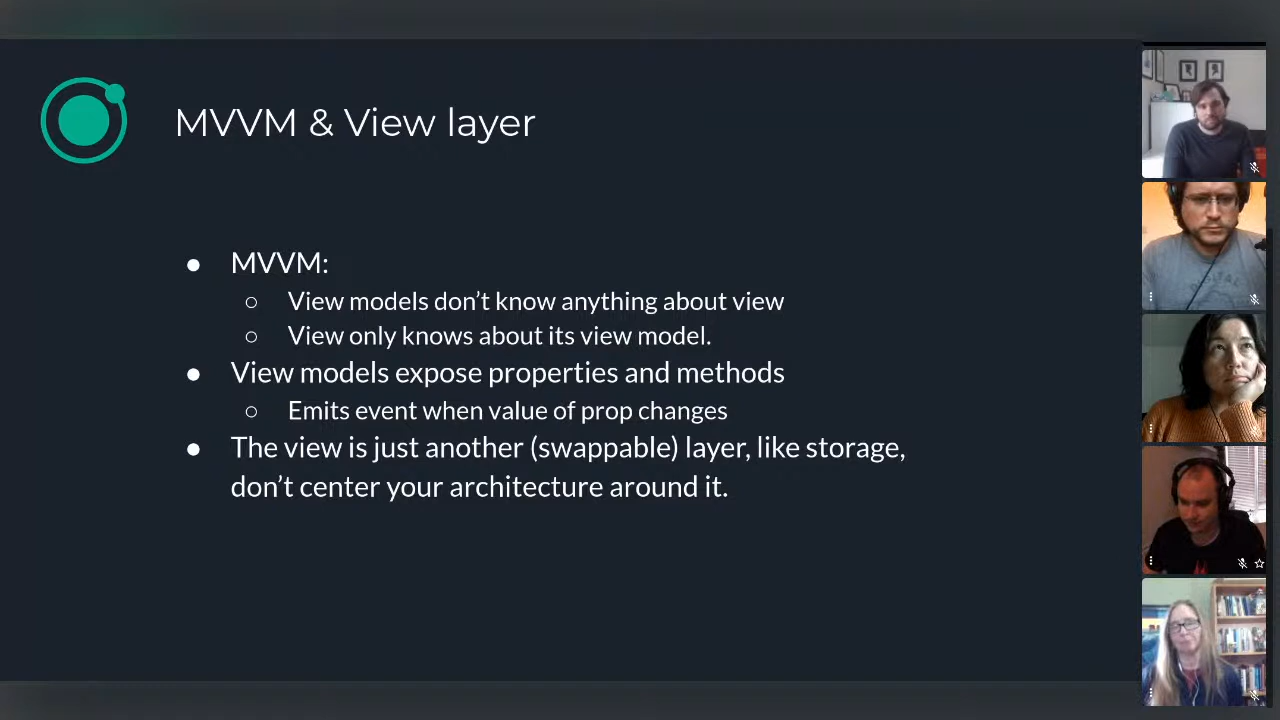 MVVM & View layer
● MVVM:
○ View models don’t know anything about view
○ View only knows about its view model.
● View models expose properties and methods
○ Emits event when value of prop changes
● The view is just another (swappable) layer, like storage,
don’t center your architecture around it.